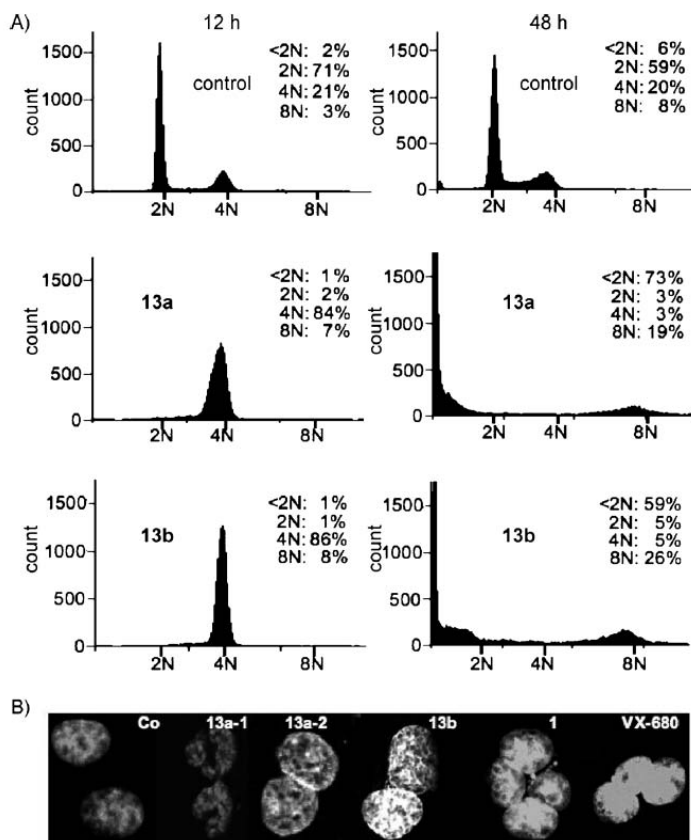 A)
12 h
48 h
1500
1000
500
0
count
control
<2N: 2%
2N: 71%
4N: 21%
8N: 3%
2N 4N 8N
1500
1000
500
0
count
control
<2N: 6%
2N: 59%
4N: 20%
8N: 8%
2N 4N 8N
1500
1000
500
0
count
13a
<2N: 1%
2N: 2%
4N: 84%
8N: 7%
2N 4N 8N
1500
1000
500
0
count
13a
<2N: 73%
2N: 3%
4N: 3%
8N: 19%
2N 4N 8N
1500
1000
500
0
count
13b
<2N: 1%
2N: 1%
4N: 86%
8N: 8%
2N 4N 8N
1500
1000
500
0
count
13b
<2N: 59%
2N: 5%
4N: 5%
8N: 26%
2N 4N 8N
B)
Co 13a-1 13a-2 13b 1 VX-680